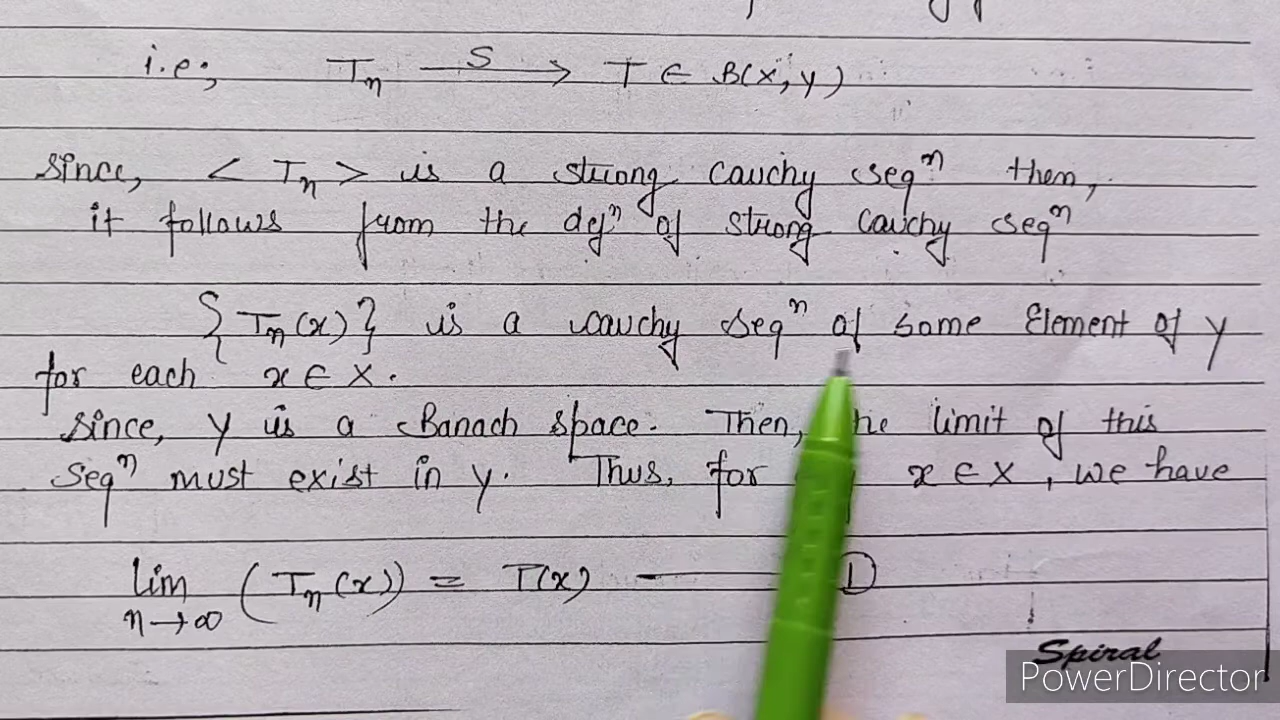 i.e; Tₙ —S→ T ∈ B(X, Y)
Since, < Tₙ > is a strong cauchy seqⁿ then,
it follows from the defⁿ of strong cauchy seqⁿ
{Tₙ(x)} is a cauchy seqⁿ of some Element of y
for each x ∈ X.
Since, y is a Banach space. Then, he limit of this
Seqⁿ must exist in y. Thus, for x ∈ X, we have
lim (Tₙ(x)) = T(x) —— ①
n→∞
Spiral
PowerDirector